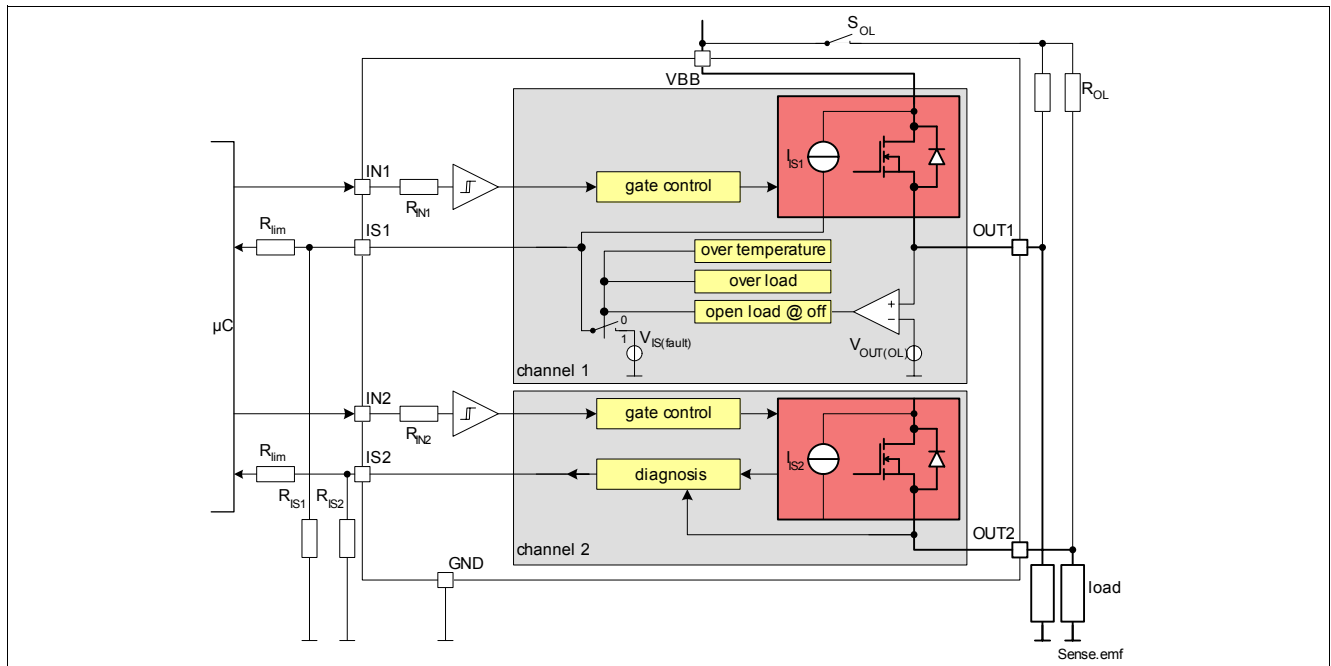 S_OL
VBB
R_OL
IN1
I_IS1
gate control
R_IN1
R_lim
IS1
OUT1
over temperature
over load
open load @ off
µC
0
1
V_IS(fault)
V_OUT(OL)
channel 1
IN2
gate control
R_IN2
R_lim
IS2
I_IS2
diagnosis
R_IS1
R_IS2
OUT2
channel 2
GND
load
Sense.emf